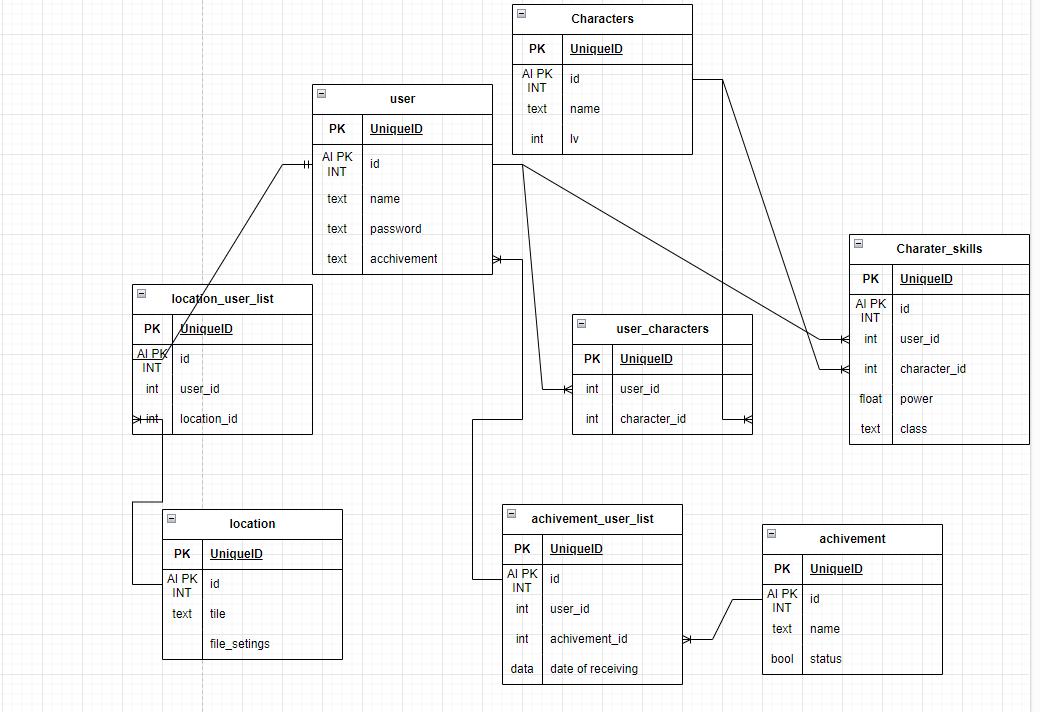 Characters
PK UniqueID
AI PK INT id
text name
int lv
user
PK UniqueID
AI PK INT id
text name
text password
text acchivement
Charater_skills
PK UniqueID
AI PK INT id
int user_id
int character_id
float power
text class
location_user_list
PK UniqueID
AI PK INT id
int user_id
int location_id
user_characters
PK UniqueID
int user_id
int character_id
location
PK UniqueID
AI PK INT id
text tile
file_setings
achivement_user_list
PK UniqueID
AI PK INT id
int user_id
int achivement_id
data date of receiving
achivement
PK UniqueID
AI PK INT id
text name
bool status